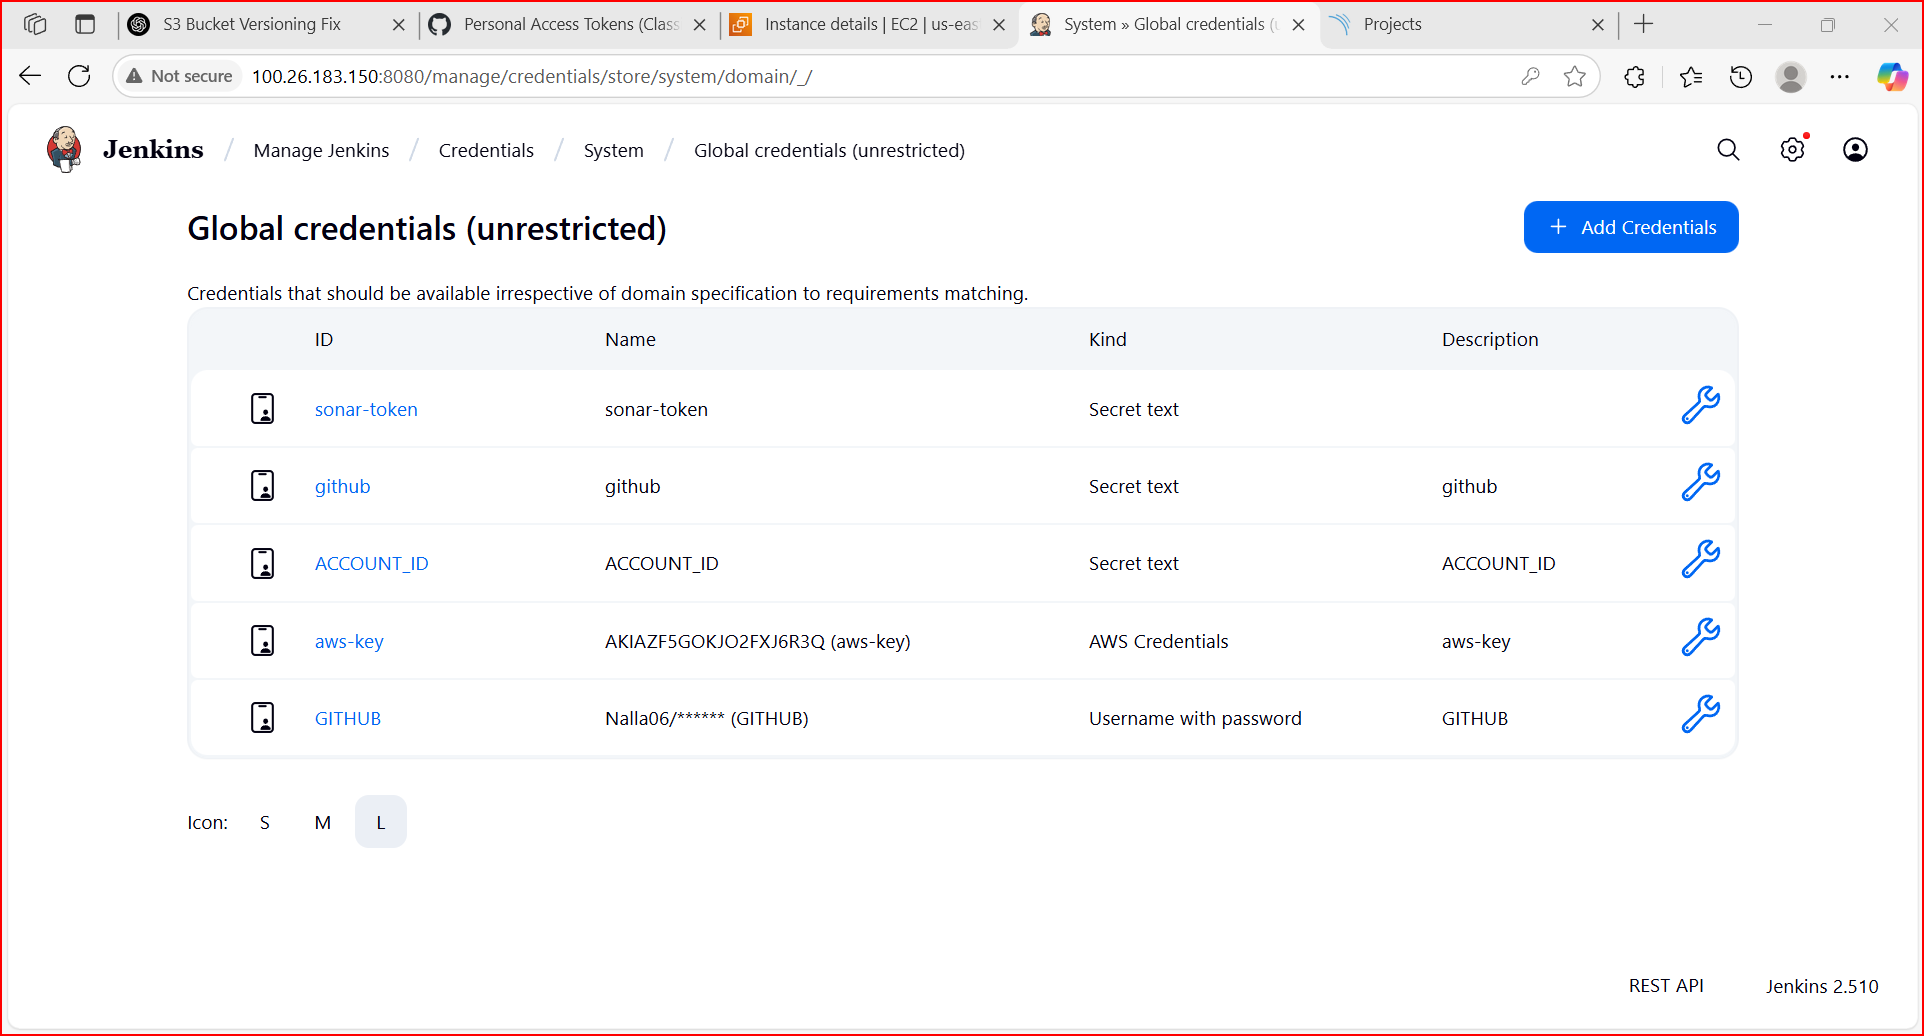 S3 Bucket Versioning Fix
Personal Access Tokens (Class
Instance details | EC2 | us-eas
System » Global credentials (u
Projects
Not secure 100.26.183.150:8080/manage/credentials/store/system/domain/_/
Jenkins / Manage Jenkins / Credentials / System / Global credentials (unrestricted)
Global credentials (unrestricted)
+ Add Credentials
Credentials that should be available irrespective of domain specification to requirements matching.
ID Name Kind Description
sonar-token sonar-token Secret text
github github Secret text github
ACCOUNT_ID ACCOUNT_ID Secret text ACCOUNT_ID
aws-key AKIAZF5GOKJO2FXJ6R3Q (aws-key) AWS Credentials aws-key
GITHUB Nalla06/****** (GITHUB) Username with password GITHUB
Icon: S M L
REST API Jenkins 2.510